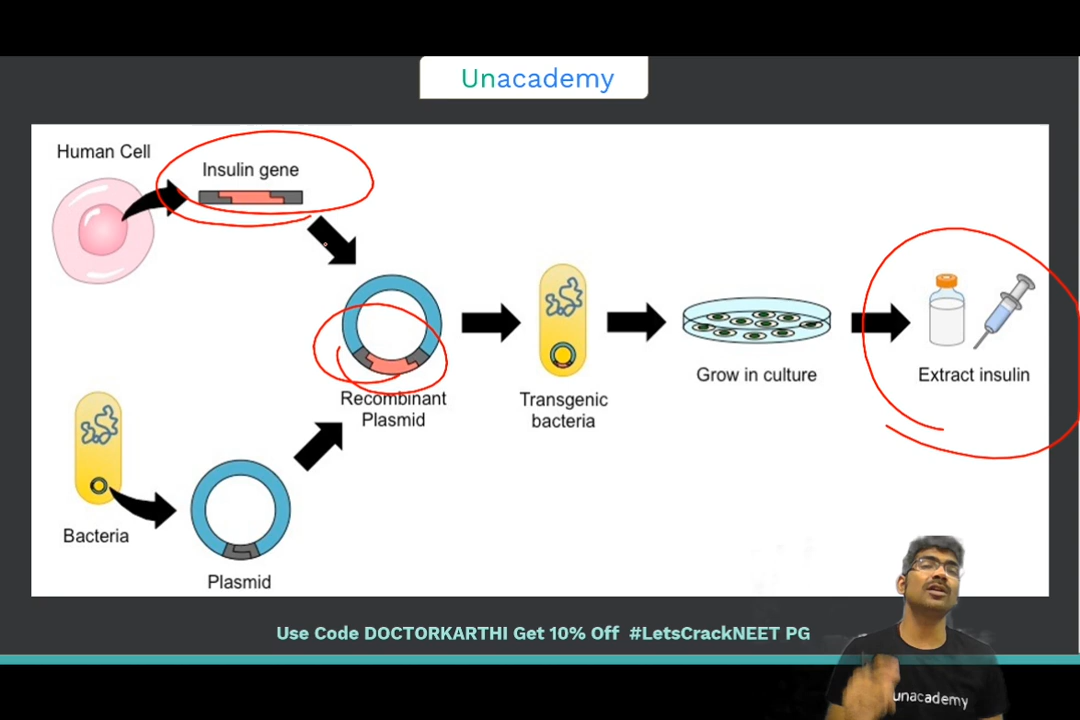 Unacademy
Human Cell
Insulin gene
Recombinant
Plasmid
Transgenic
bacteria
Grow in culture
Extract insulin
Bacteria
Plasmid
Use Code DOCTORKARTHI Get 10% Off #LetsCrackNEET PG
unacademy